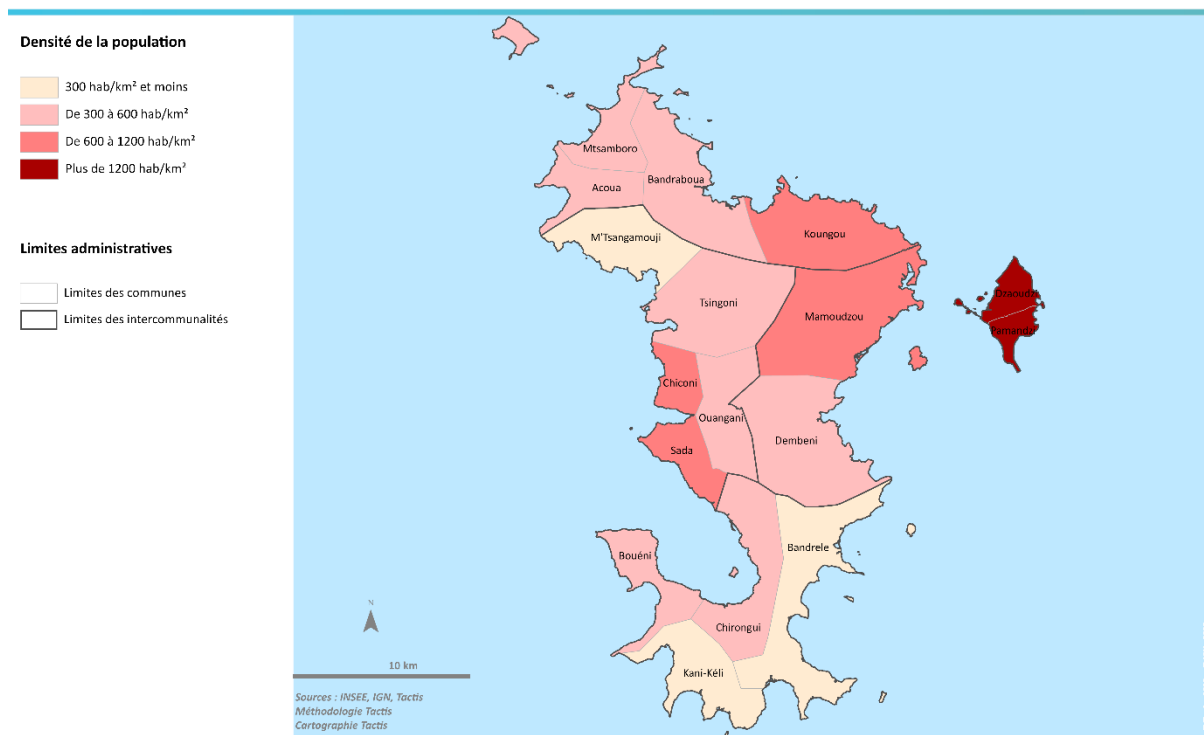 Densité de la population
300 hab/km² et moins
De 300 à 600 hab/km²
De 600 à 1200 hab/km²
Plus de 1200 hab/km²
Limites administratives
Limites des communes
Limites des intercommunalités
Mtsamboro
Bandraboua
Acoua
M'Tsangamouji
Koungou
Tsingoni
Mamoudzou
Dzaoudzi
Pamandzi
Chiconi
Ouangani
Dembeni
Sada
Bandrele
Bouéni
Chirongui
Kani-Kéli
N
10 km
Sources : INSEE, IGN, Tactis
Méthodologie Tactis
Cartographie Tactis